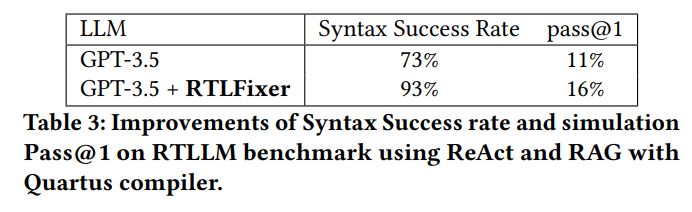 LLM Syntax Success Rate pass@1
GPT-3.5 73% 11%
GPT-3.5 + RTLFixer 93% 16%
Table 3: Improvements of Syntax Success rate and simulation
Pass@1 on RTLLM benchmark using ReAct and RAG with
Quartus compiler.